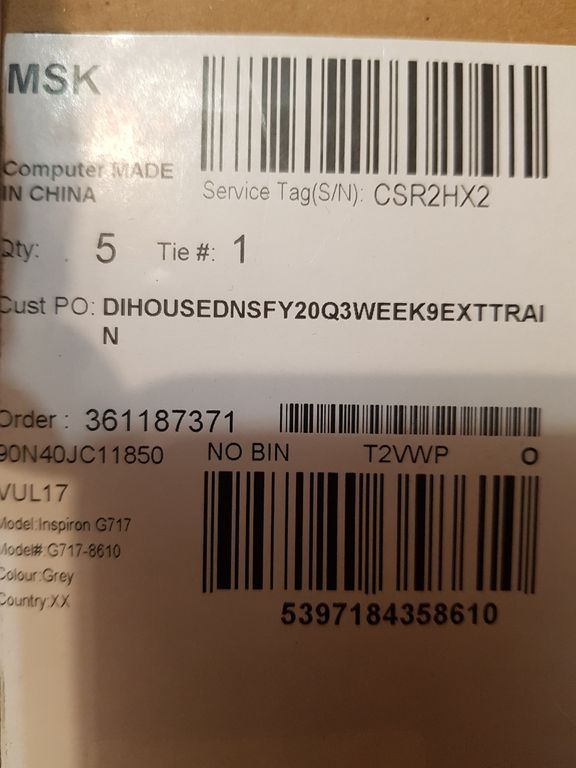 MSK
Computer MADE
IN CHINA
Service Tag(S/N): CSR2HX2
Qty: 5 Tie #: 1
Cust PO: DIHOUSEDNSFY20Q3WEEK9EXTTRAI
N
Order : 361187371
90N40JC11850 NO BIN T2VWP O
VUL17
Model:Inspiron G717
Model#:G717-8610
Colour:Grey
Country:XX
5397184358610